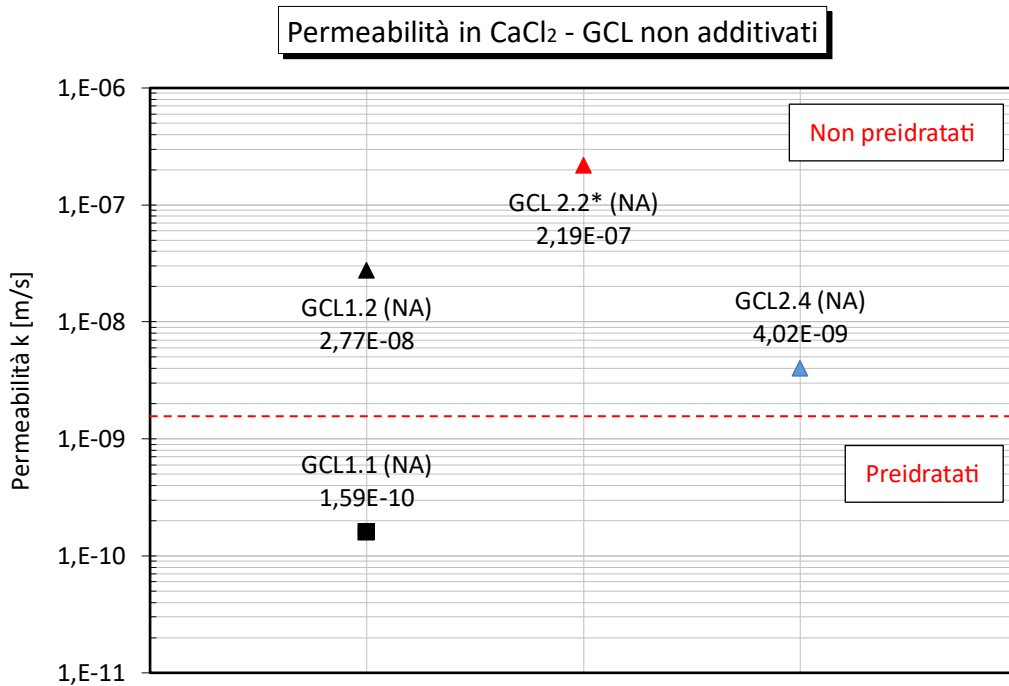 Permeabilità in CaCl₂ - GCL non additivati
Permeabilità k [m/s]
1,E-06
1,E-07
1,E-08
1,E-09
1,E-10
1,E-11
Non preidratati
GCL 2.2* (NA)
2,19E-07
GCL1.2 (NA)
2,77E-08
GCL2.4 (NA)
4,02E-09
GCL1.1 (NA)
1,59E-10
Preidratati